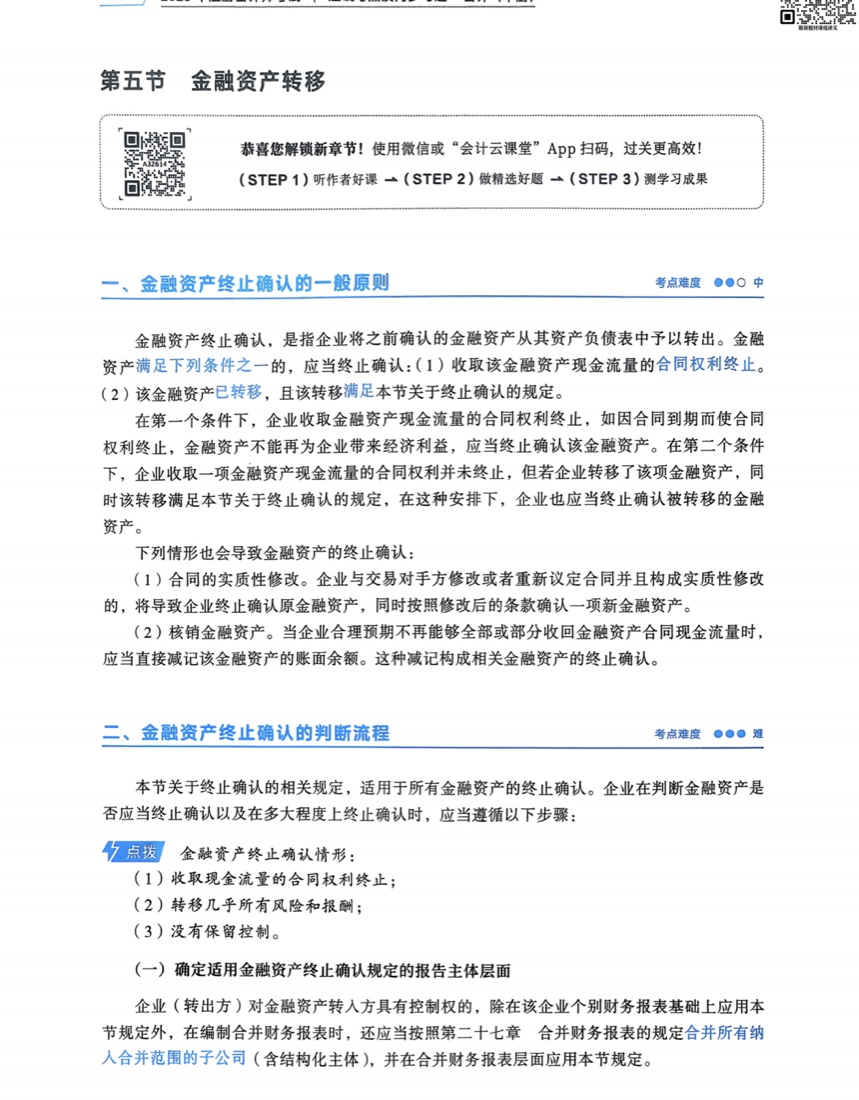 第五节 金融资产转移
恭喜您解锁新章节！使用微信或“会计云课堂”App 扫码，过关更高效！
A32614
（STEP 1）听作者好课 ⇀（STEP 2）做精选好题 ⇀（STEP 3）测学习成果
一、金融资产终止确认的一般原则 考点难度 ●●○ 中
金融资产终止确认，是指企业将之前确认的金融资产从其资产负债表中予以转出。金融
资产满足下列条件之一的，应当终止确认：（1）收取该金融资产现金流量的合同权利终止。
（2）该金融资产已转移，且该转移满足本节关于终止确认的规定。
在第一个条件下，企业收取金融资产现金流量的合同权利终止，如因合同到期而使合同
权利终止，金融资产不能再为企业带来经济利益，应当终止确认该金融资产。在第二个条件
下，企业收取一项金融资产现金流量的合同权利并未终止，但若企业转移了该项金融资产，同
时该转移满足本节关于终止确认的规定，在这种安排下，企业也应当终止确认被转移的金融
资产。
下列情形也会导致金融资产的终止确认：
（1）合同的实质性修改。企业与交易对手方修改或者重新议定合同并且构成实质性修改
的，将导致企业终止确认原金融资产，同时按照修改后的条款确认一项新金融资产。
（2）核销金融资产。当企业合理预期不再能够全部或部分收回金融资产合同现金流量时，
应当直接减记该金融资产的账面余额。这种减记构成相关金融资产的终止确认。
二、金融资产终止确认的判断流程 考点难度 ●●● 难
本节关于终止确认的相关规定，适用于所有金融资产的终止确认。企业在判断金融资产是
否应当终止确认以及在多大程度上终止确认时，应当遵循以下步骤：
点拨 金融资产终止确认情形：
（1）收取现金流量的合同权利终止；
（2）转移几乎所有风险和报酬；
（3）没有保留控制。
（一）确定适用金融资产终止确认规定的报告主体层面
企业（转出方）对金融资产转入方具有控制权的，除在该企业个别财务报表基础上应用本
节规定外，在编制合并财务报表时，还应当按照第二十七章 合并财务报表的规定合并所有纳
入合并范围的子公司（含结构化主体），并在合并财务报表层面应用本节规定。